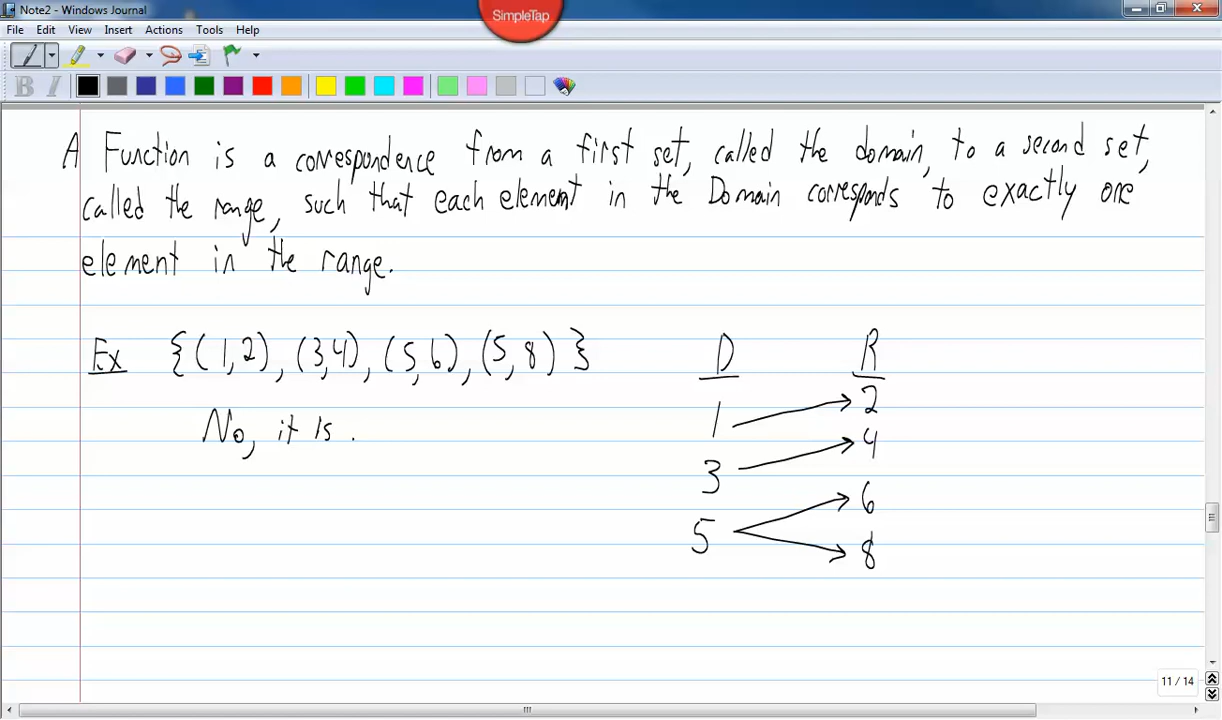 Note2 - Windows Journal
SimpleTap
File Edit View Insert Actions Tools Help
A Function is a correspondence from a first set, called the domain, to a second set,
called the range, such that each element in the Domain corresponds to exactly one
element in the range.
Ex {(1,2), (3,4), (5,6), (5,8)} D R
1 2
No, it is .
3 4
6
5
8
11 / 14